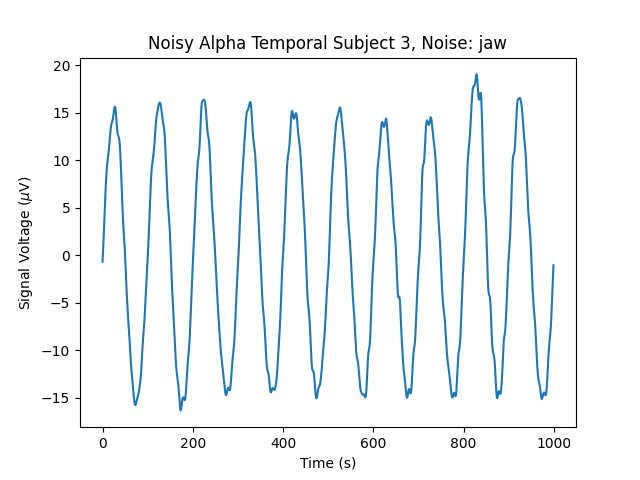 Noisy Alpha Temporal Subject 3, Noise: jaw
Signal Voltage (μV)
20
15
10
5
0
−5
−10
−15
0 200 400 600 800 1000
Time (s)